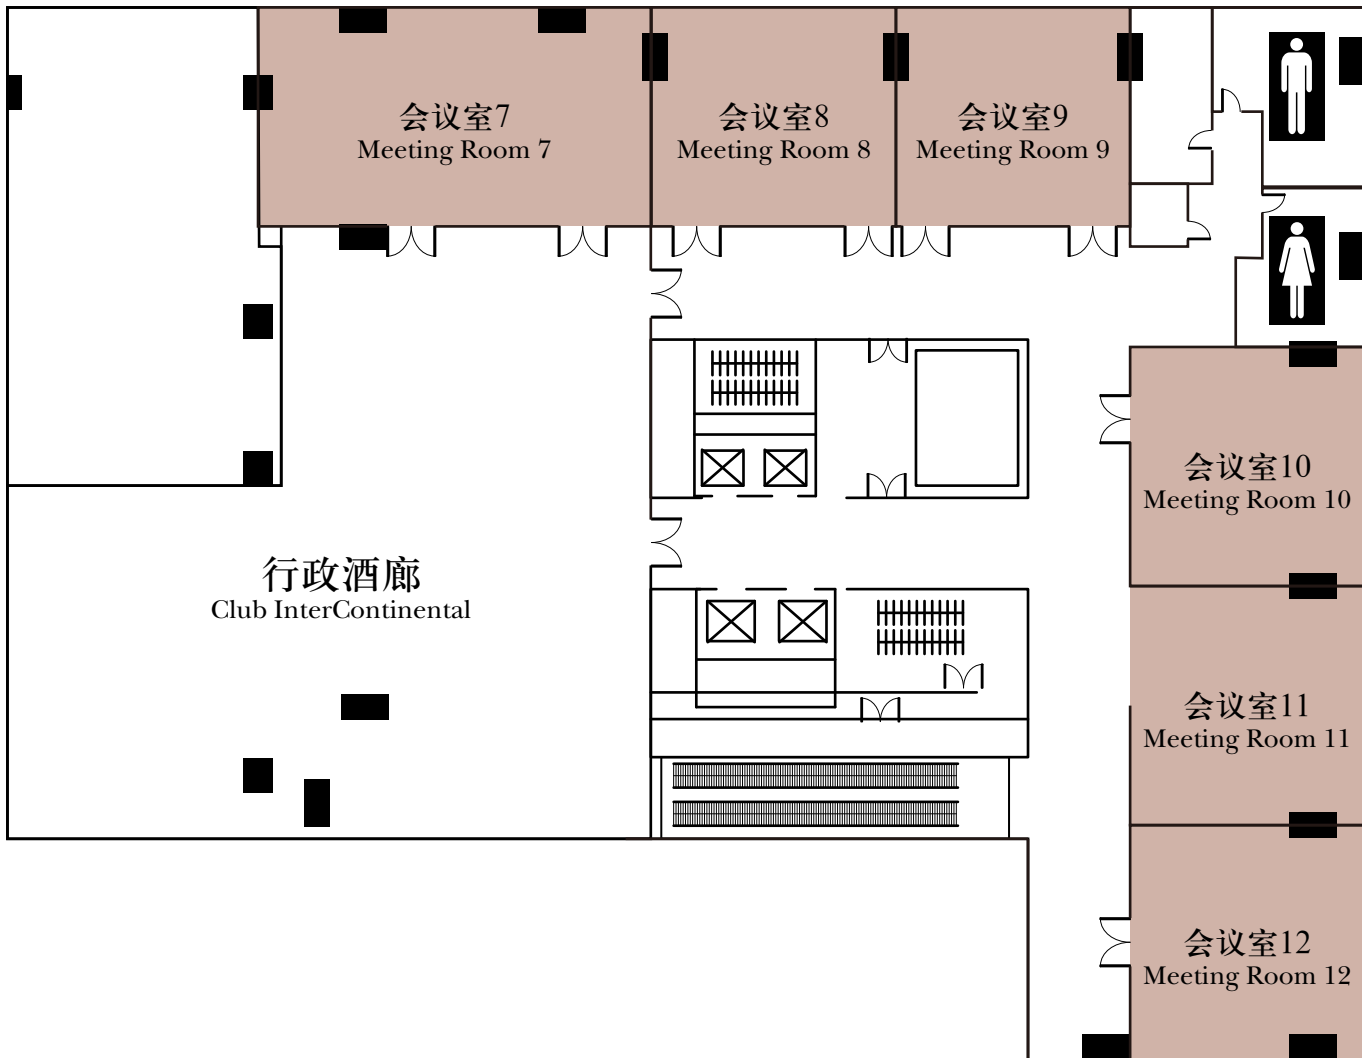 会议室7
Meeting Room 7
会议室8
Meeting Room 8
会议室9
Meeting Room 9
会议室10
Meeting Room 10
行政酒廊
Club InterContinental
会议室11
Meeting Room 11
会议室12
Meeting Room 12